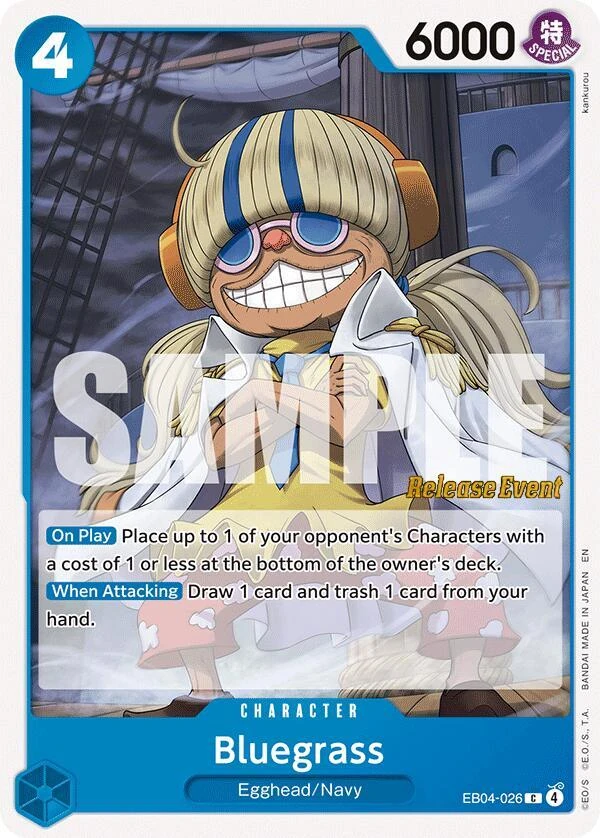 4
6000
特
SPECIAL
kankurou
SAMPLE
Release Event
On Play Place up to 1 of your opponent's Characters with
a cost of 1 or less at the bottom of the owner's deck.
When Attacking Draw 1 card and trash 1 card from your
hand.
CHARACTER
Bluegrass
Egghead/Navy
EB04-026 C 4
©EO/S ©E.O./S., T.A. BANDAI MADE IN JAPAN EN